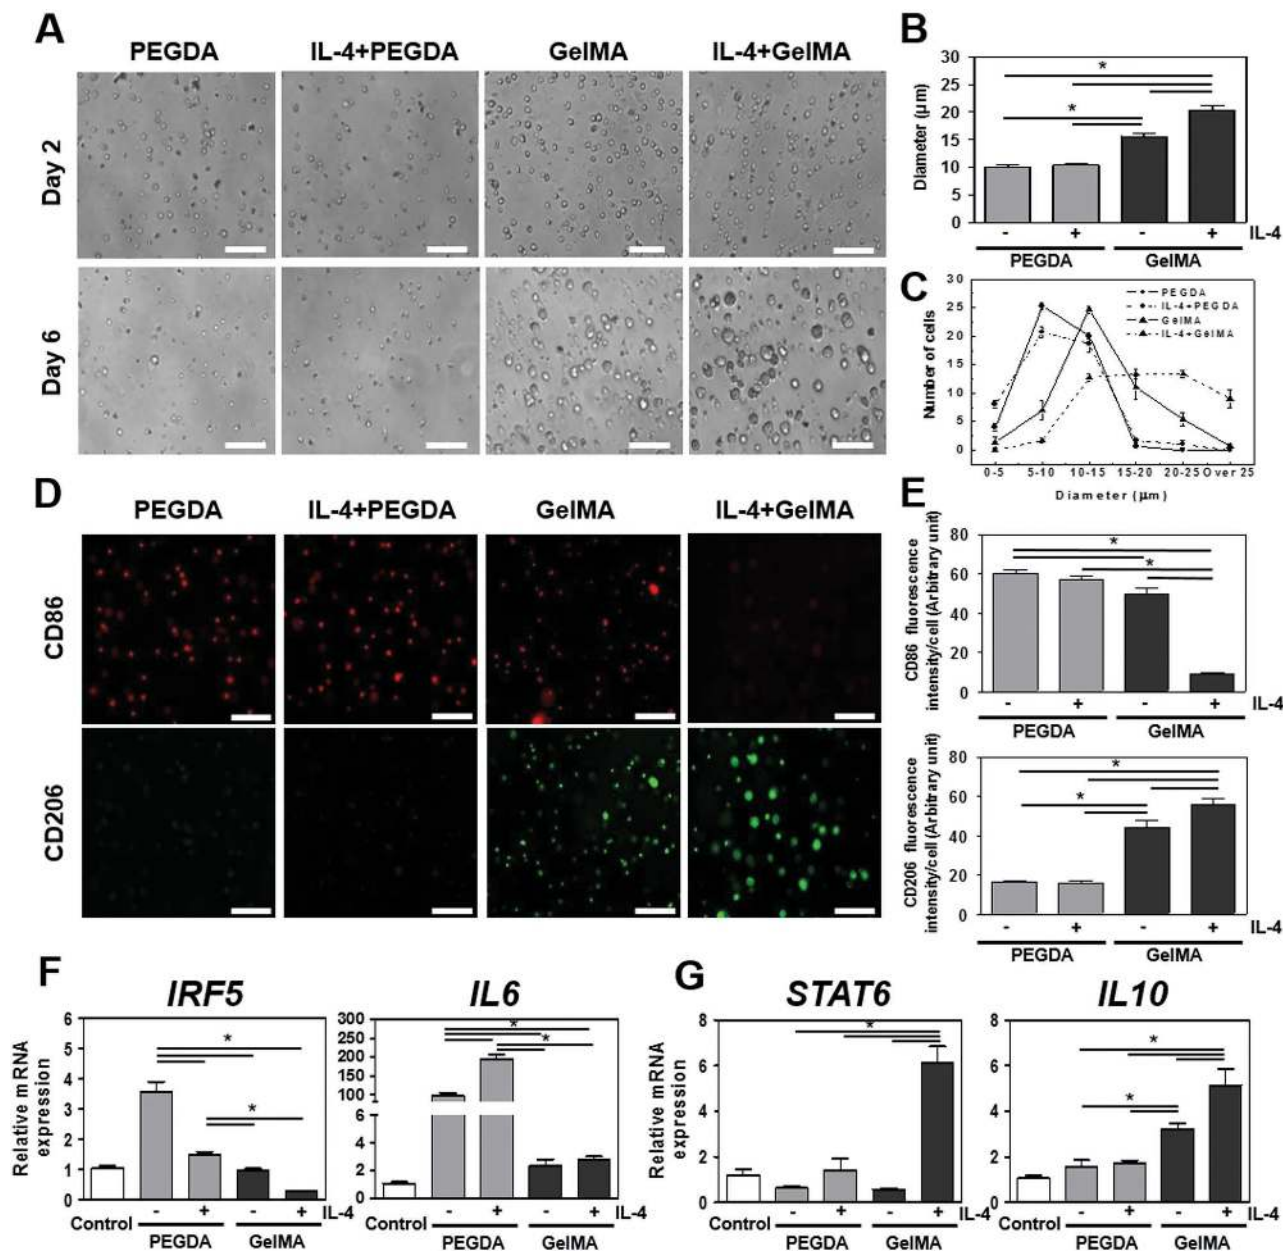 A
PEGDA
IL-4+PEGDA
GelMA
IL-4+GelMA
Day 2
Day 6
B
Diameter (μm)
30
25
20
15
10
5
0
*
*
- + - + IL-4
PEGDA GelMA
C
Number of cells
30
25
20
15
10
5
0
PEGDA
IL-4+PEGDA
GelMA
IL-4+GelMA
0-5 5-10 10-15 15-20 20-25 Over 25
Diameter (μm)
D
PEGDA
IL-4+PEGDA
GelMA
IL-4+GelMA
CD86
CD206
E
CD86 fluorescence
intensity/cell (Arbitrary unit)
80
60
40
20
0
*
*
- + - + IL-4
PEGDA GelMA
CD206 fluorescence
intensity/cell (Arbitrary unit)
80
60
40
20
0
*
*
- + - + IL-4
PEGDA GelMA
F
IRF5
Relative mRNA
expression
6
5
4
3
2
1
0
*
*
Control - + - + IL-4
PEGDA GelMA
IL6
300
250
200
150
100
6
4
2
0
*
*
Control - + - + IL-4
PEGDA GelMA
G
STAT6
Relative mRNA
expression
8
6
4
2
0
*
Control - + - + IL-4
PEGDA GelMA
IL10
8
6
4
2
0
*
*
Control - + - + IL-4
PEGDA GelMA